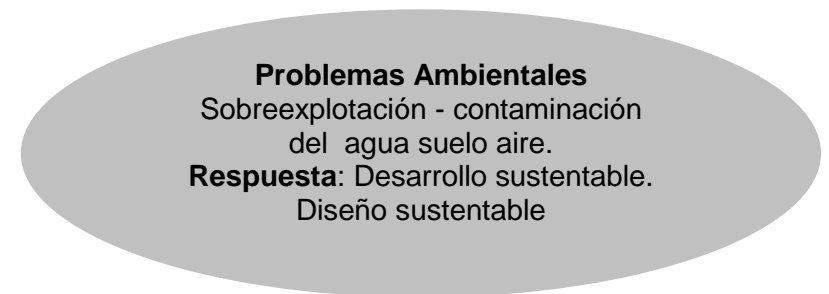 Problemas Ambientales
Sobreexplotación - contaminación
del agua suelo aire.
Respuesta: Desarrollo sustentable.
Diseño sustentable